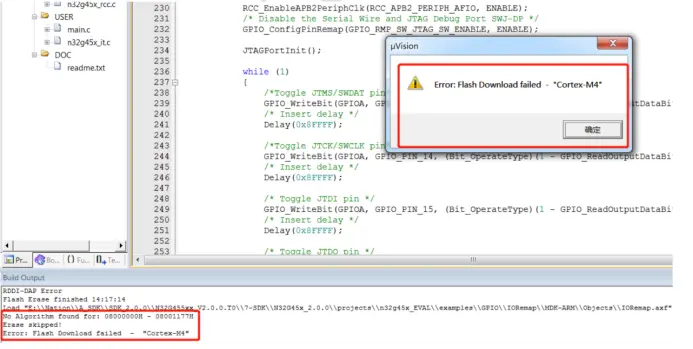 n32g45x_rcc.c
USER
main.c
n32g45x_it.c
DOC
readme.txt
230 RCC_EnableAPB2PeriphClk(RCC_APB2_PERIPH_AFIO, ENABLE);
231 /* Disable the Serial Wire and JTAG Debug Port SWJ-DP */
232 GPIO_ConfigPinRemap(GPIO_RMP_SW_JTAG_SW_ENABLE, ENABLE);
233
234 JTAGPortInit();
235
236 while (1)
237 {
238 /*Toggle JTMS/SWDAT pin
239 GPIO_WriteBit(GPIOA, GP
240 /* Insert delay */
241 Delay(0x8FFFF);
242
243 /*Toggle JTCK/SWCLK pin
244 GPIO_WriteBit(GPIOA, GPIO_PIN_14, (Bit_OperateType)(1 - GPIO_ReadOutputDataBi
245 /* Insert delay */
246 Delay(0x8FFFF);
247
248 /* Toggle JTDI pin */
249 GPIO_WriteBit(GPIOA, GPIO_PIN_15, (Bit_OperateType)(1 - GPIO_ReadOutputDataBi
250 /* Insert delay */
251 Delay(0x8FFFF);
252
253 /* Toggle JTDO pin */
µVision
Error: Flash Download failed - "Cortex-M4"
utDataBi
确定
Pr...
Bo...
{} Fu...
Te...
Build Output
RDDI-DAP Error
Flash Erase finished 14:17:14
Load "E:\\Nation\\A_SDK\\SDK_2.0.0\\N32G455xx_V2.0.0.T0\\7-SDK\\N32G45x_2.0.0\\projects\\n32g45x_EVAL\\examples\\GPIO\\IORemap\\MDK-ARM\\Objects\\IORemap.axf"
No Algorithm found for: 08000000H - 08001177H
Erase skipped!
Error: Flash Download failed - "Cortex-M4"